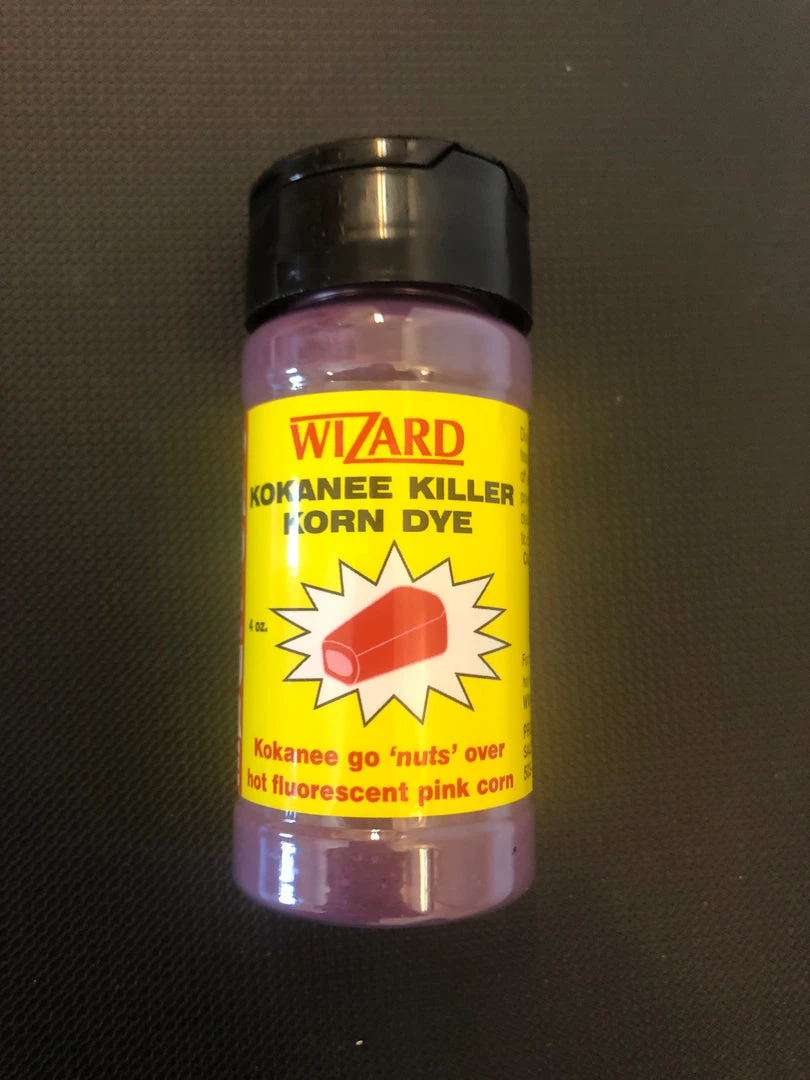 WIZARD
KOKANEE KILLER
KORN DYE
4 oz.
Kokanee go 'nuts' over
hot fluorescent pink corn